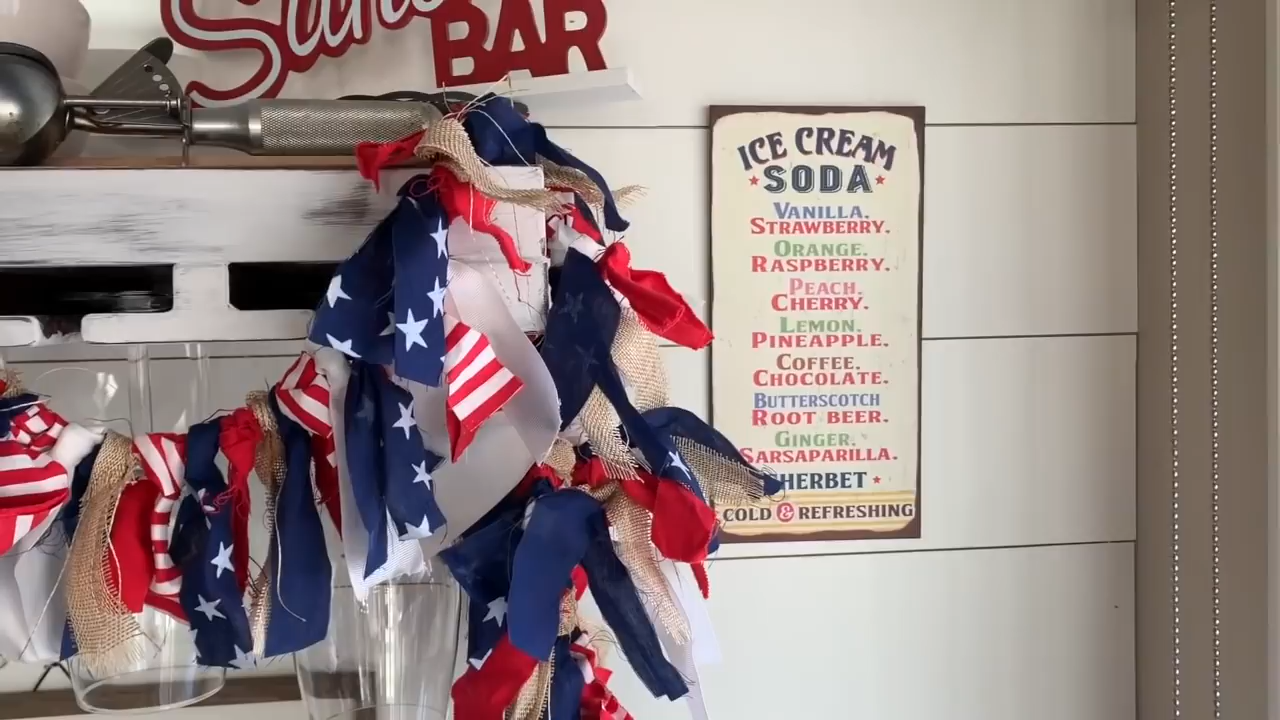 BAR
ICE CREAM
SODA
VANILLA.
STRAWBERRY.
ORANGE.
RASPBERRY.
PEACH.
CHERRY.
LEMON.
PINEAPPLE.
COFFEE.
CHOCOLATE.
BUTTERSCOTCH
ROOT BEER.
GINGER.
SARSAPARILLA.
HERBET
COLD & REFRESHING